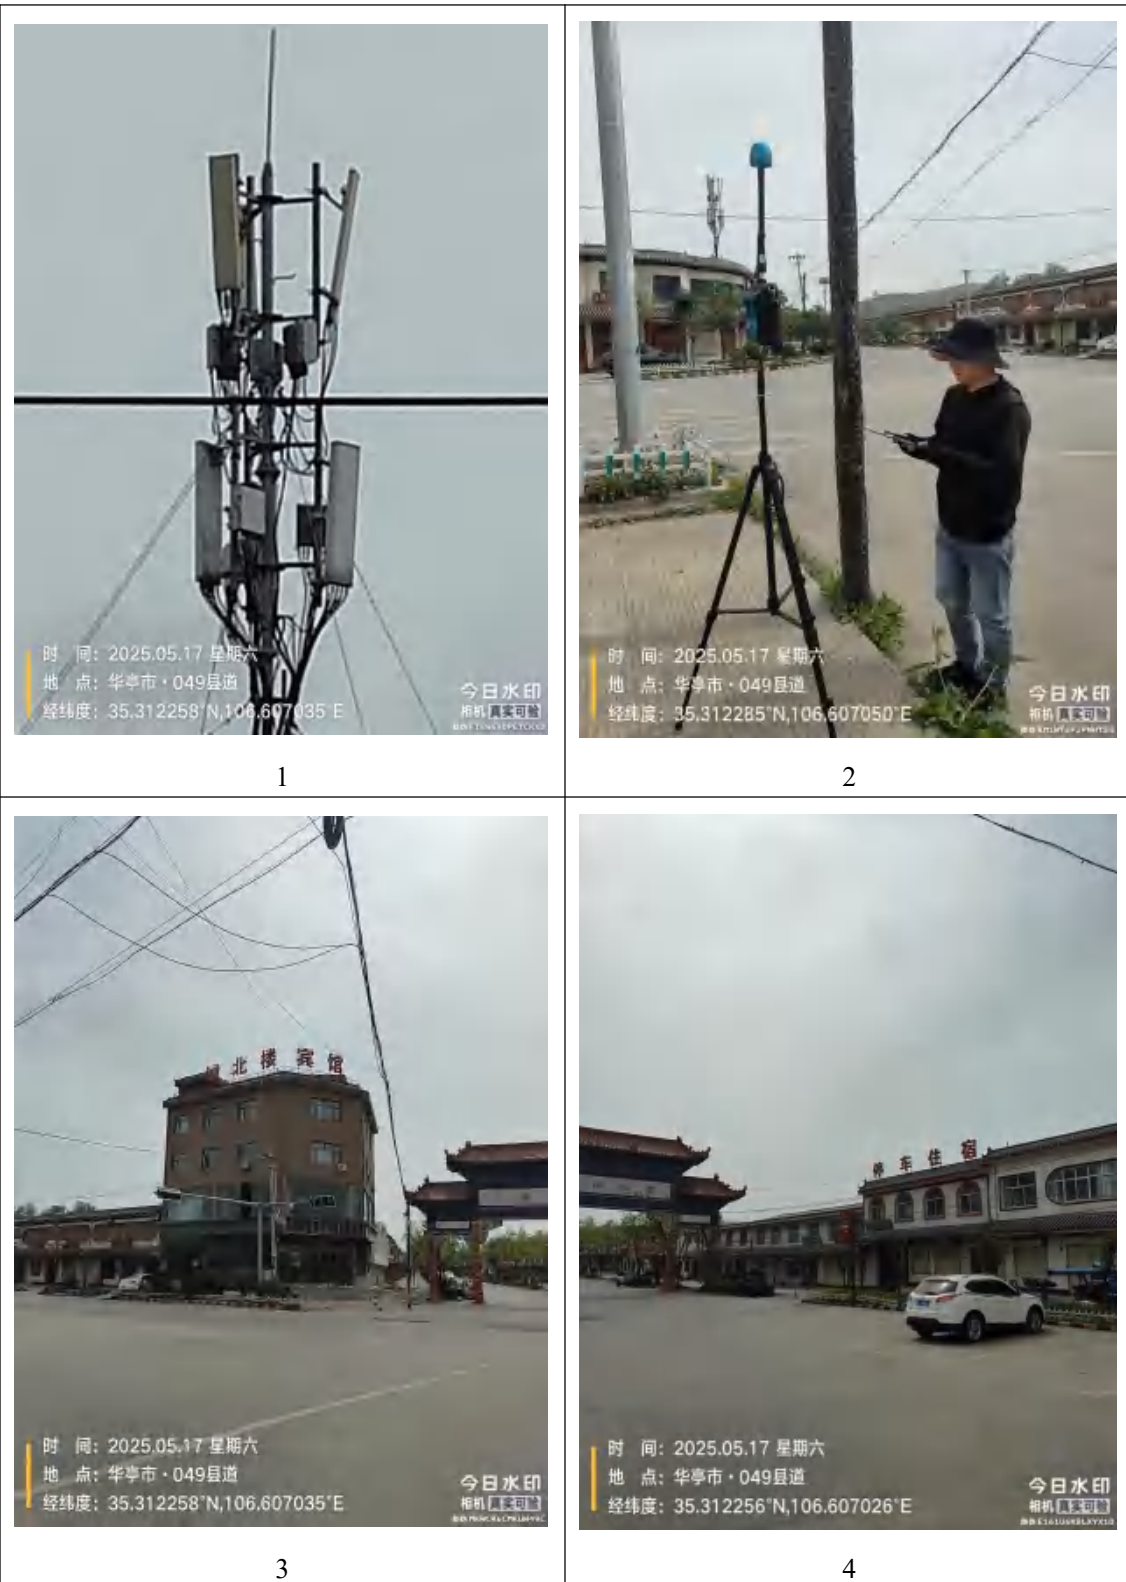 时 间：2025.05.17 星期六
地 点：华亭市·049县道
经纬度：35.312258°N,106.607035°E
今日水印
相机 真实可验
1
时 间：2025.05.17 星期六
地 点：华亭市·049县道
经纬度：35.312285°N,106.607050°E
今日水印
相机 真实可验
2
北楼宾馆
时 间：2025.05.17 星期六
地 点：华亭市·049县道
经纬度：35.312258°N,106.607035°E
今日水印
相机 真实可验
3
停车住宿
时 间：2025.05.17 星期六
地 点：华亭市·049县道
经纬度：35.312256°N,106.607026°E
今日水印
相机 真实可验
4